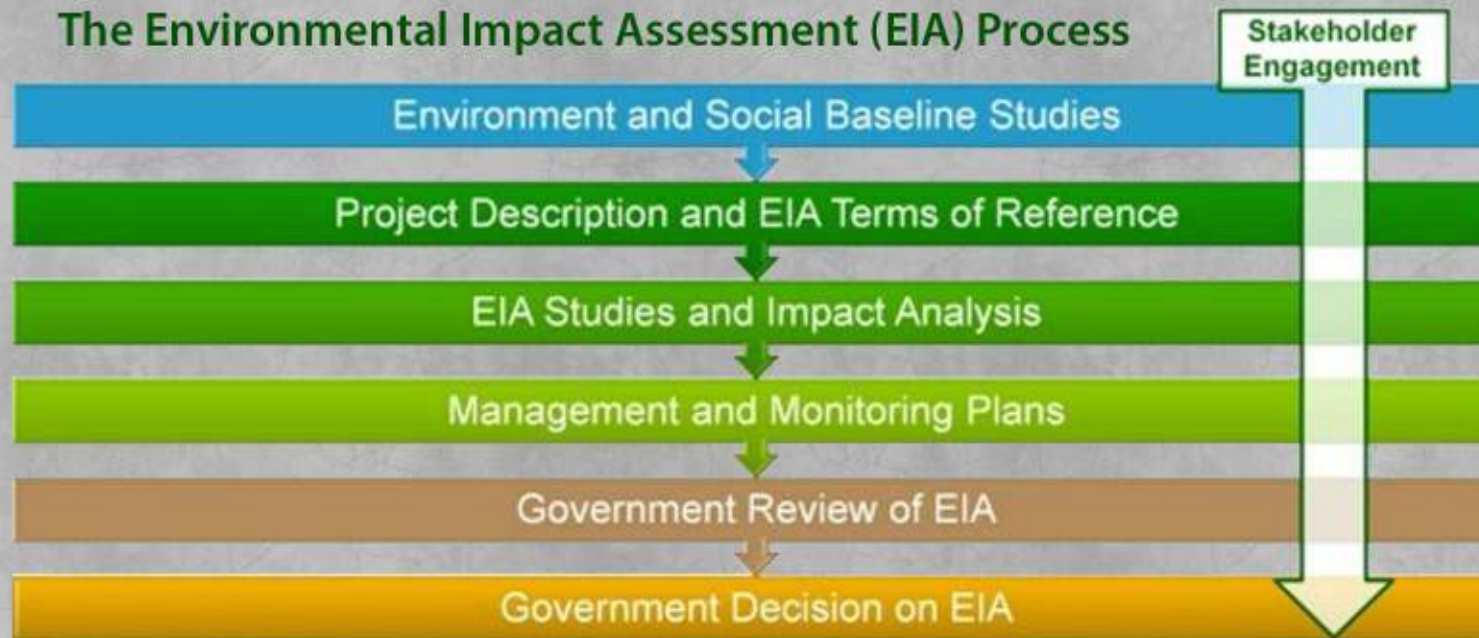 The Environmental Impact Assessment (EIA) Process
Stakeholder
Engagement
Environment and Social Baseline Studies
Project Description and EIA Terms of Reference
EIA Studies and Impact Analysis
Management and Monitoring Plans
Government Review of EIA
Government Decision on EIA